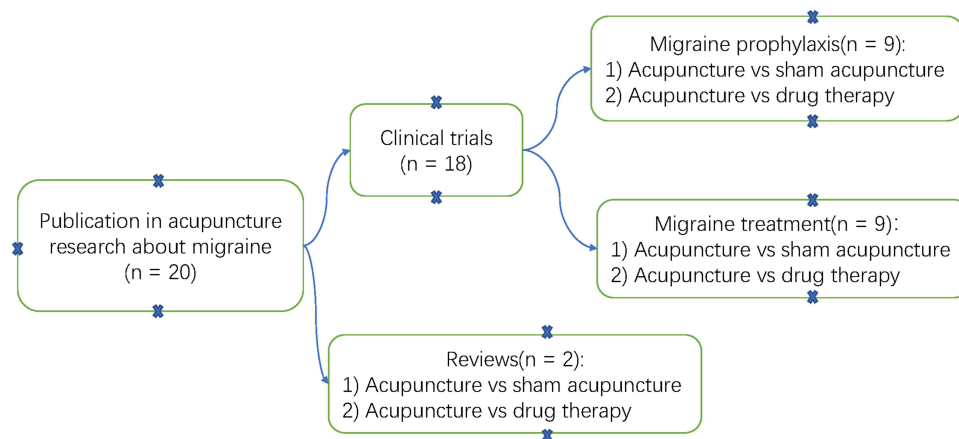 Publication in acupuncture
research about migraine
(n = 20)
Clinical trials
(n = 18)
Migraine prophylaxis(n = 9):
1) Acupuncture vs sham acupuncture
2) Acupuncture vs drug therapy
Migraine treatment(n = 9):
1) Acupuncture vs sham acupuncture
2) Acupuncture vs drug therapy
Reviews(n = 2):
1) Acupuncture vs sham acupuncture
2) Acupuncture vs drug therapy